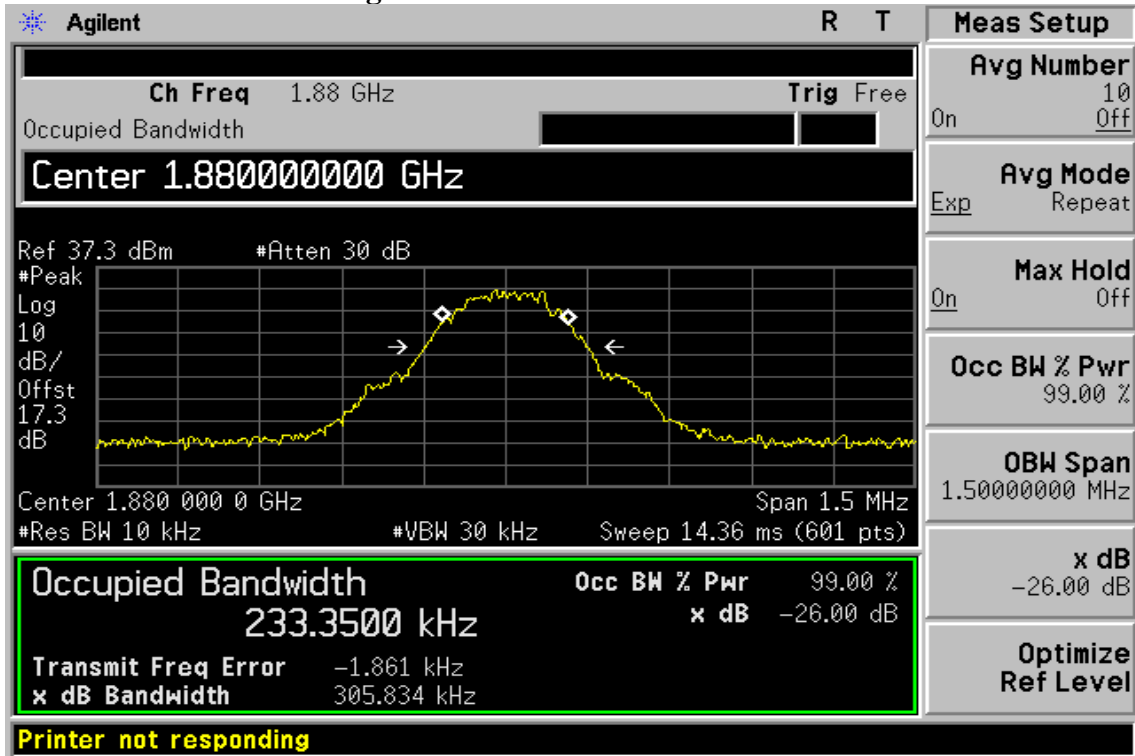 Agilent R T
Ch Freq 1.88 GHz Trig Free
Occupied Bandwidth
Center 1.880000000 GHz
Ref 37.3 dBm #Atten 30 dB
#Peak
Log
10
dB/
Offst
17.3
dB
Center 1.880 000 0 GHz Span 1.5 MHz
#Res BW 10 kHz #VBW 30 kHz Sweep 14.36 ms (601 pts)
Occupied Bandwidth Occ BW % Pwr 99.00 %
233.3500 kHz x dB -26.00 dB
Transmit Freq Error -1.861 kHz
x dB Bandwidth 305.834 kHz
Printer not responding
Meas Setup
Avg Number
10
On Off
Avg Mode
Exp Repeat
Max Hold
On Off
Occ BW % Pwr
99.00 %
OBW Span
1.50000000 MHz
x dB
-26.00 dB
Optimize
Ref Level